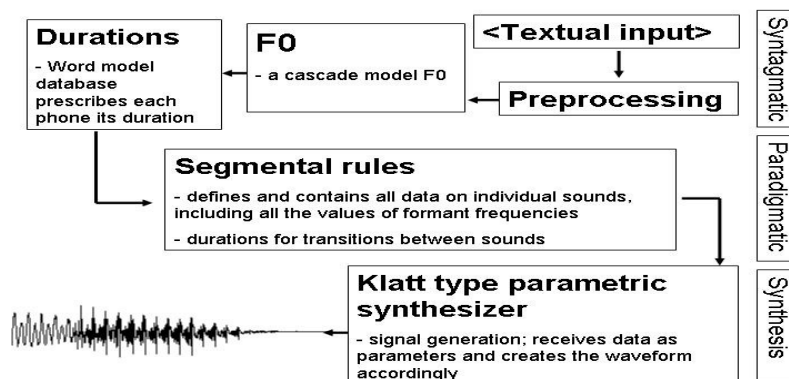 <Textual input>
Preprocessing
F0
- a cascade model F0
Durations
- Word model
database
prescribes each
phone its duration
Syntagmatic
Segmental rules
- defines and contains all data on individual sounds,
including all the values of formant frequencies
- durations for transitions between sounds
Paradigmatic
Klatt type parametric
synthesizer
- signal generation; receives data as
parameters and creates the waveform
accordingly
Synthesis